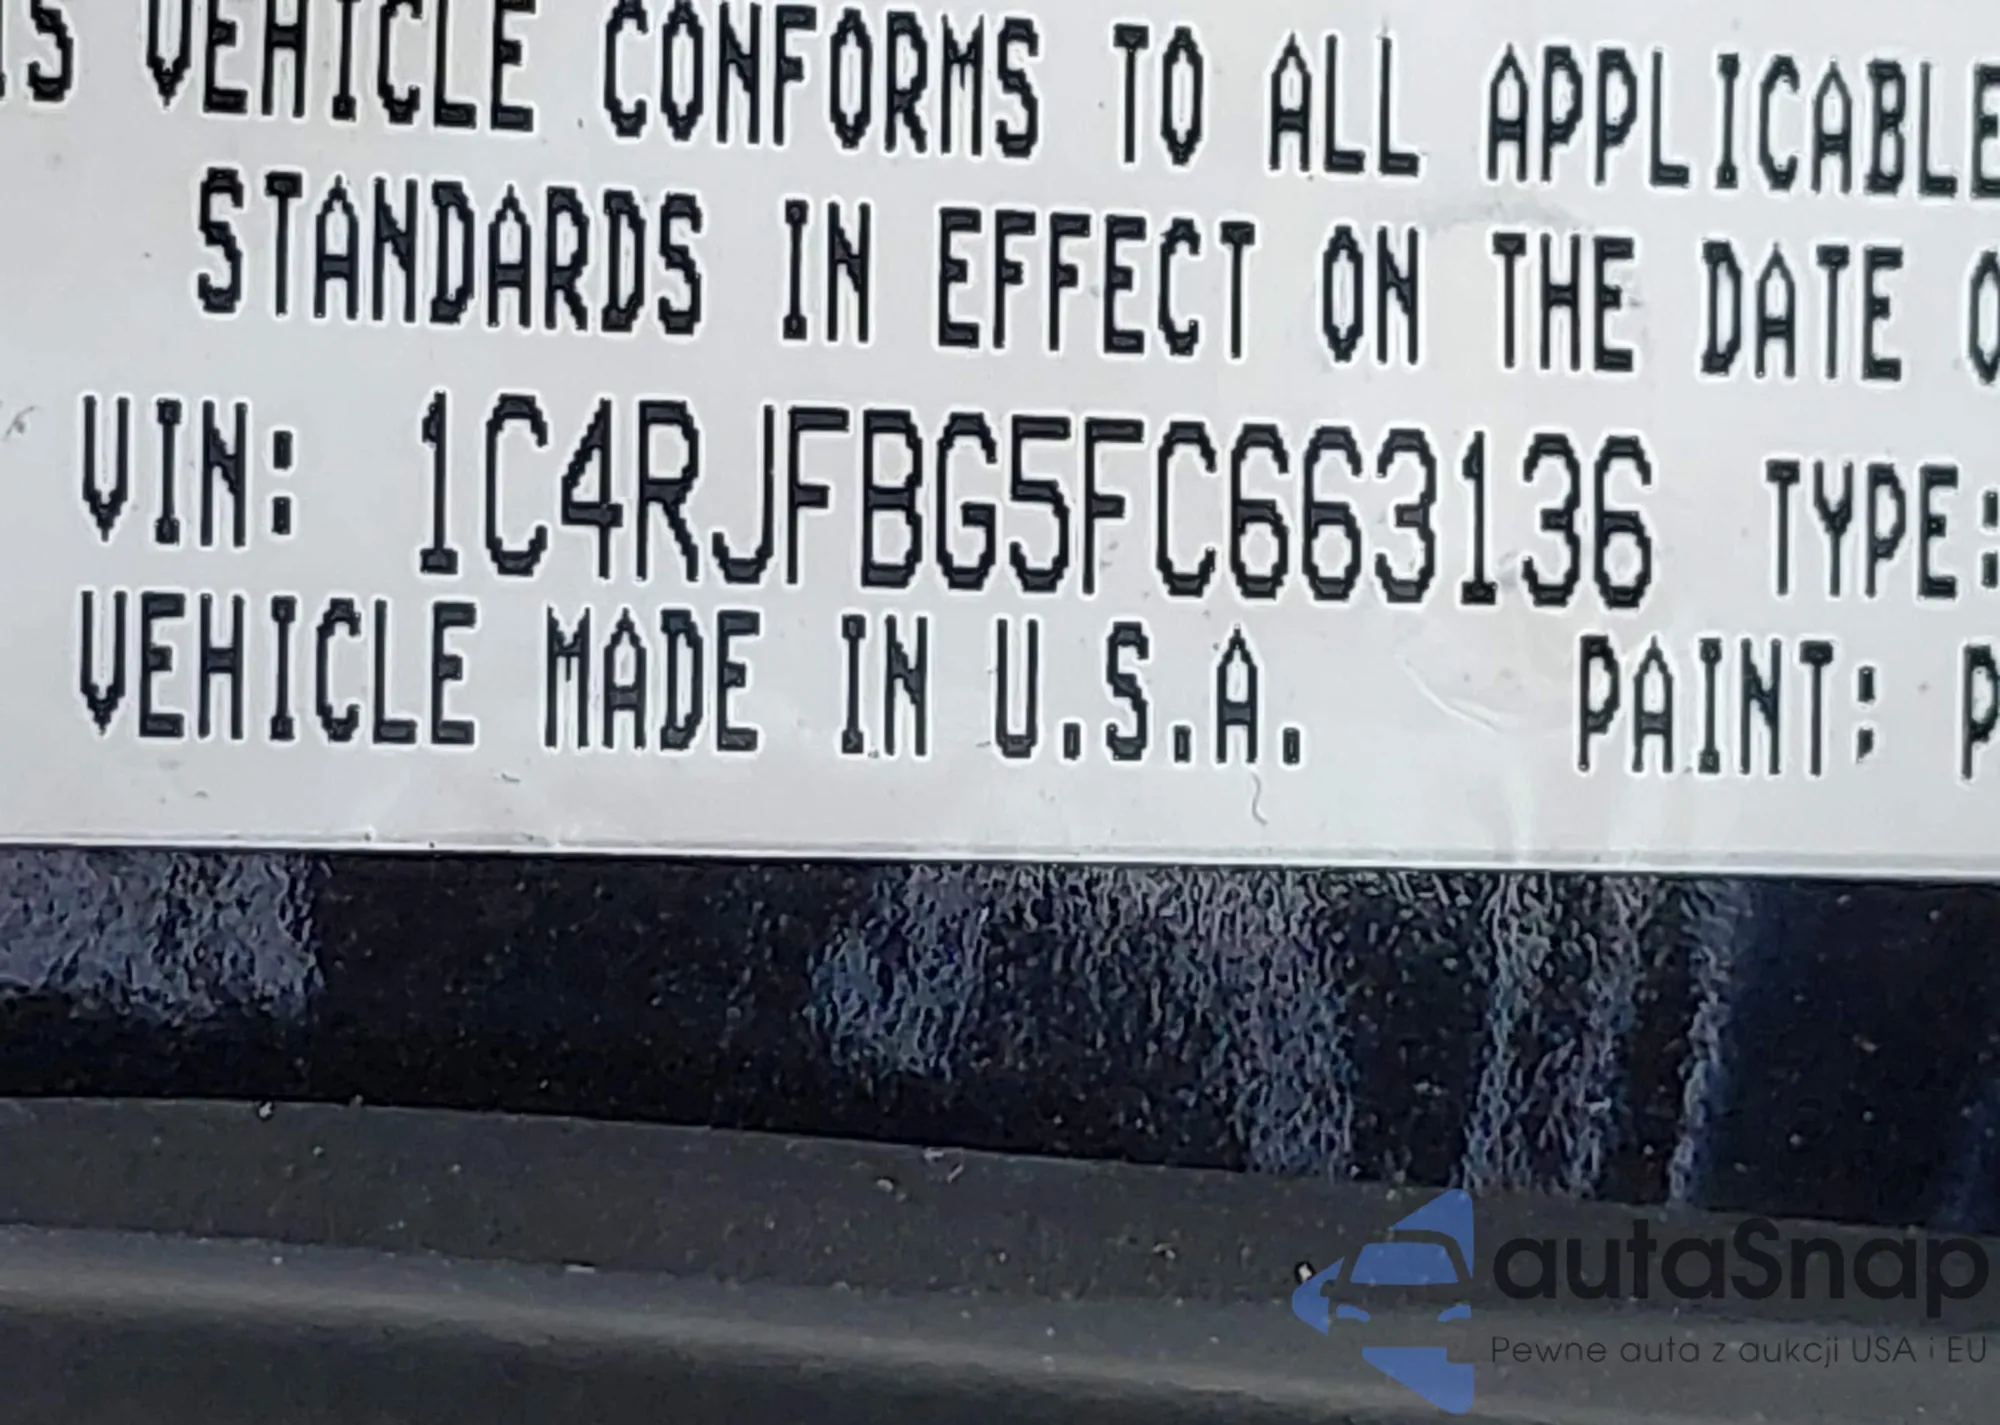 IS VEHICLE CONFORMS TO ALL APPLICABLE
STANDARDS IN EFFECT ON THE DATE O
VIN: 1C4RJFBG5FC663136 TYPE:
VEHICLE MADE IN U.S.A. PAINT: P
autaSnap
Pewne auta z aukcji USA i EU